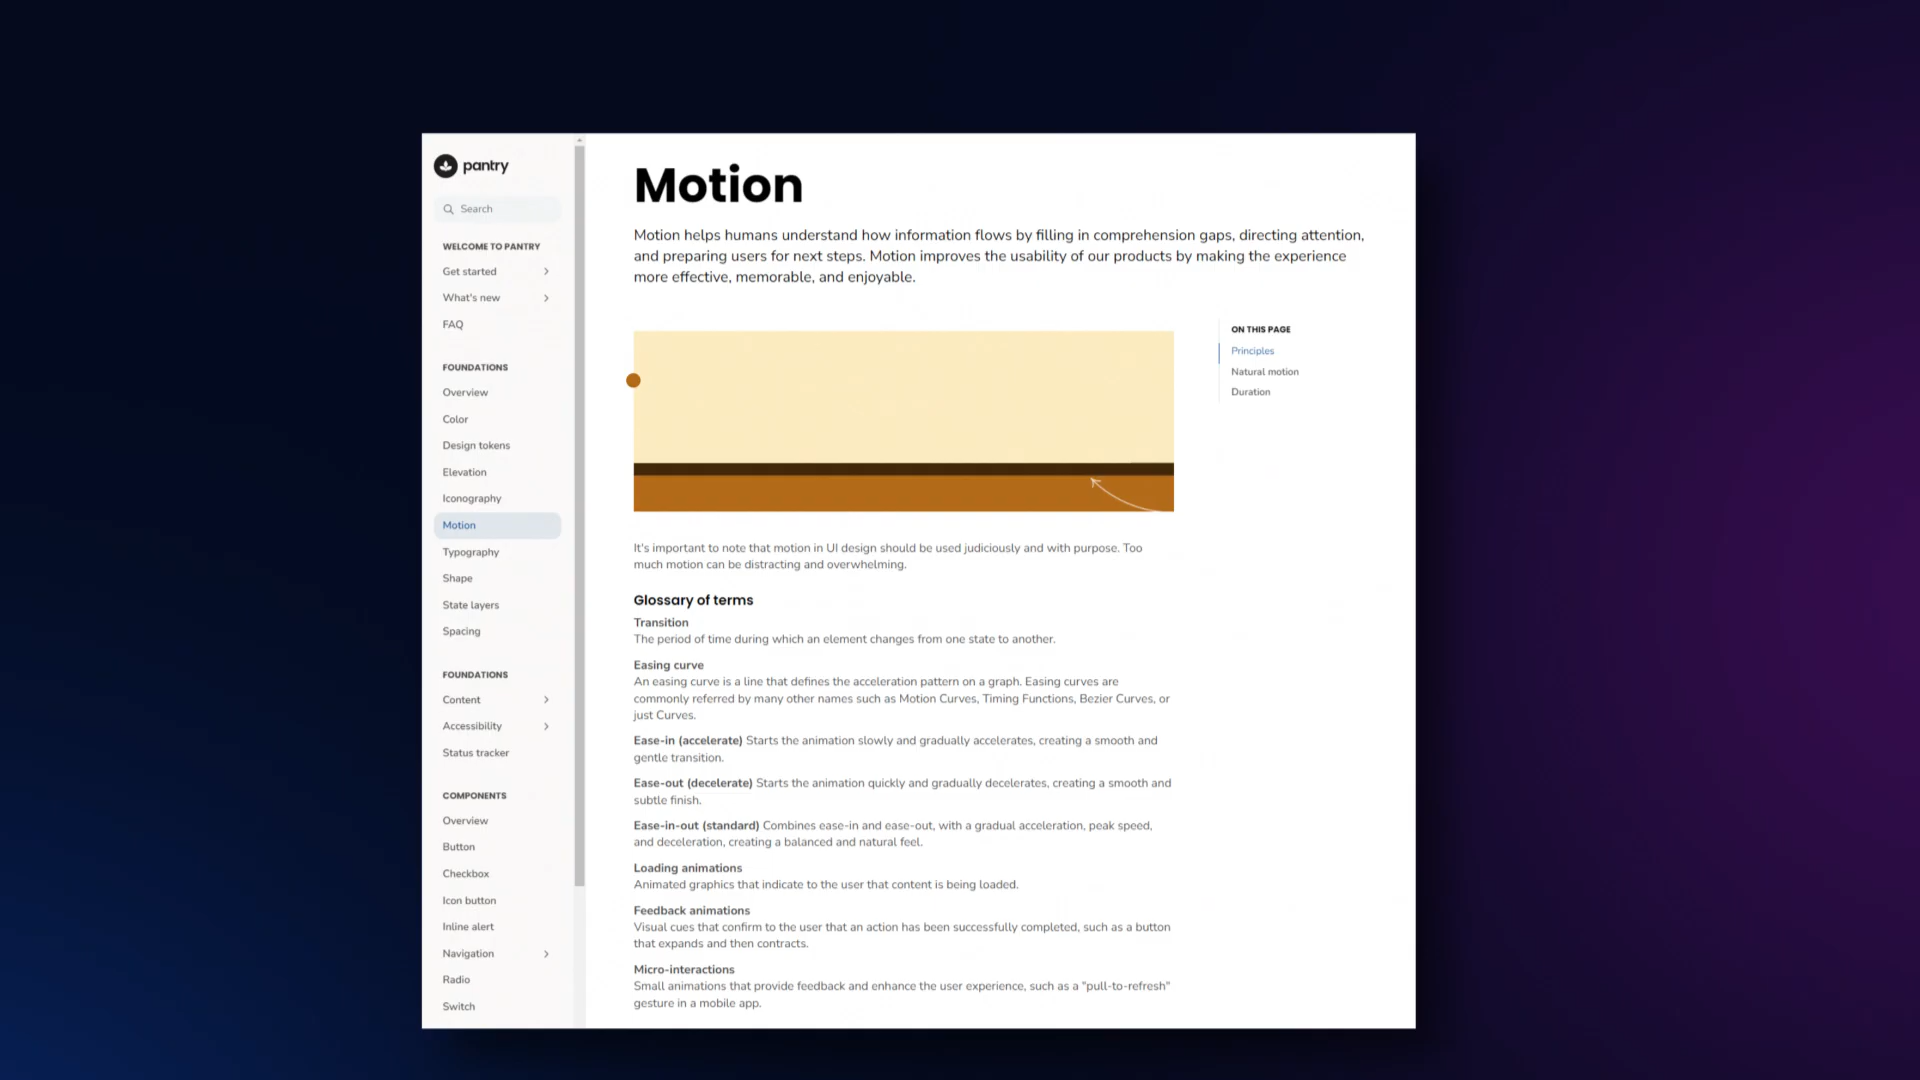 pantry
Search
WELCOME TO PANTRY
Get started
What's new
FAQ
FOUNDATIONS
Overview
Color
Design tokens
Elevation
Iconography
Motion
Typography
Shape
State layers
Spacing
FOUNDATIONS
Content
Accessibility
Status tracker
COMPONENTS
Overview
Button
Checkbox
Icon button
Inline alert
Navigation
Radio
Switch
Motion
Motion helps humans understand how information flows by filling in comprehension gaps, directing attention,
and preparing users for next steps. Motion improves the usability of our products by making the experience
more effective, memorable, and enjoyable.
It's important to note that motion in UI design should be used judiciously and with purpose. Too
much motion can be distracting and overwhelming.
Glossary of terms
Transition
The period of time during which an element changes from one state to another.
Easing curve
An easing curve is a line that defines the acceleration pattern on a graph. Easing curves are
commonly referred by many other names such as Motion Curves, Timing Functions, Bezier Curves, or
just Curves.
Ease-in (accelerate) Starts the animation slowly and gradually accelerates, creating a smooth and
gentle transition.
Ease-out (decelerate) Starts the animation quickly and gradually decelerates, creating a smooth and
subtle finish.
Ease-in-out (standard) Combines ease-in and ease-out, with a gradual acceleration, peak speed,
and deceleration, creating a balanced and natural feel.
Loading animations
Animated graphics that indicate to the user that content is being loaded.
Feedback animations
Visual cues that confirm to the user that an action has been successfully completed, such as a button
that expands and then contracts.
Micro-interactions
Small animations that provide feedback and enhance the user experience, such as a "pull-to-refresh"
gesture in a mobile app.
ON THIS PAGE
Principles
Natural motion
Duration